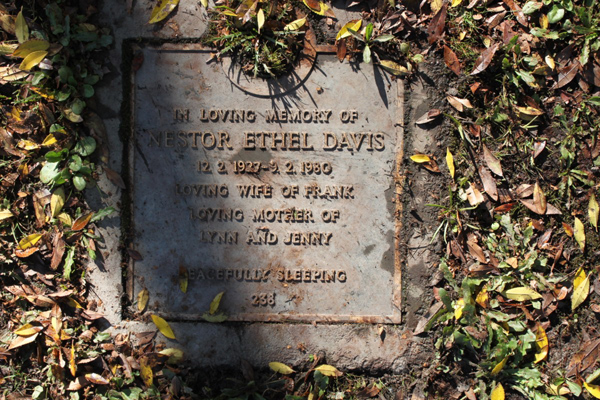 IN LOVING MEMORY OF
NESTOR ETHEL DAVIS
12.2.1927-9.2.1980
LOVING WIFE OF FRANK
LOVING MOTHER OF
LYNN AND JENNY
PEACEFULLY SLEEPING
238